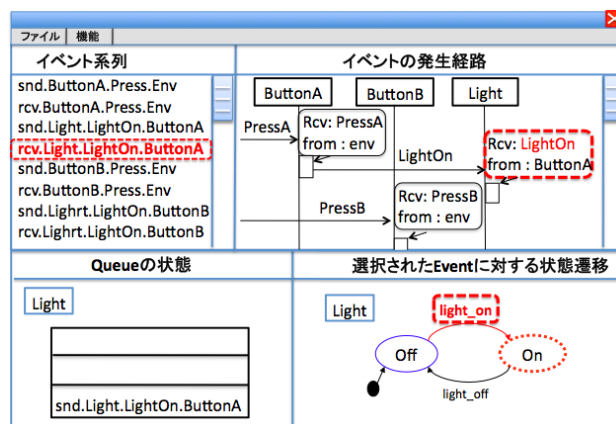 ファイル 機能
イベント系列
snd.ButtonA.Press.Env
rcv.ButtonA.Press.Env
snd.Light.LightOn.ButtonA
rcv.Light.LightOn.ButtonA
snd.ButtonB.Press.Env
rcv.ButtonB.Press.Env
snd.Lighrt.LightOn.ButtonB
rcv.Lighrt.LightOn.ButtonB
イベントの発生経路
ButtonA ButtonB Light
PressA
Rcv: PressA
from : env
LightOn
Rcv: LightOn
from : ButtonA
PressB
Rcv: PressB
from : env
Queueの状態
Light
snd.Light.LightOn.ButtonA
選択されたEventに対する状態遷移
Light
light_on
Off
On
light_off